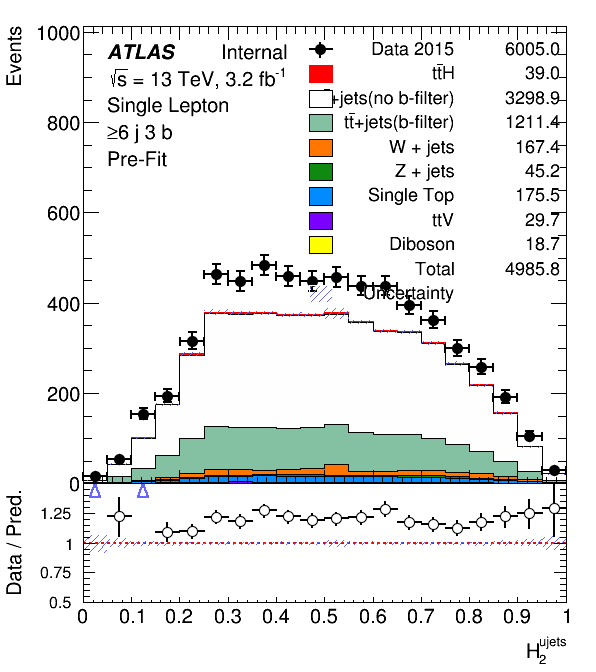 Events
1000
800
600
400
200
0
ATLAS Internal
√s = 13 TeV, 3.2 fb-1
Single Lepton
≥6 j 3 b
Pre-Fit
Data 2015 6005.0
tt̄H 39.0
+jets(no b-filter) 3298.9
tt̄+jets(b-filter) 1211.4
W + jets 167.4
Z + jets 45.2
Single Top 175.5
ttV 29.7
Diboson 18.7
Total 4985.8
Uncertainty
Data / Pred.
1.25
1
0.75
0.5
0 0.1 0.2 0.3 0.4 0.5 0.6 0.7 0.8 0.9 1
H2ujets